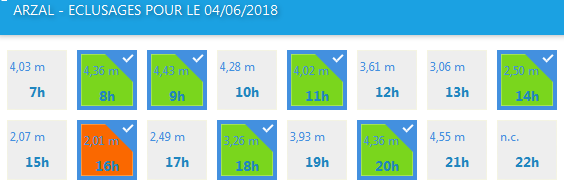 ARZAL - ECLUSAGES POUR LE 04/06/2018
4,03 m 4,36 m 4,43 m 4,28 m 4,02 m 3,61 m 3,06 m 2,50 m
7h 8h 9h 10h 11h 12h 13h 14h
2,07 m 2,01 m 2,49 m 3,26 m 3,93 m 4,36 m 4,55 m n.c.
15h 16h 17h 18h 19h 20h 21h 22h